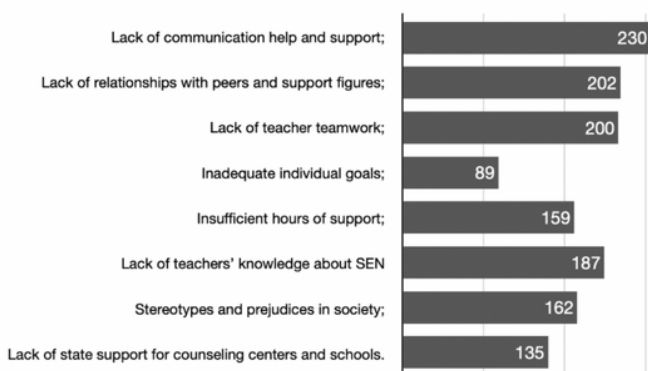 Lack of communication help and support; 230
Lack of relationships with peers and support figures; 202
Lack of teacher teamwork; 200
Inadequate individual goals; 89
Insufficient hours of support; 159
Lack of teachers' knowledge about SEN 187
Stereotypes and prejudices in society; 162
Lack of state support for counseling centers and schools. 135